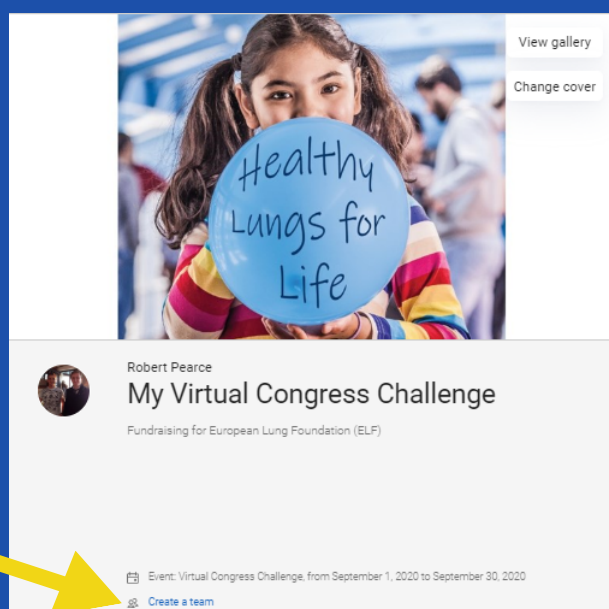 View gallery
Change cover
Healthy
Lungs for
Life
Robert Pearce
My Virtual Congress Challenge
Fundraising for European Lung Foundation (ELF)
Event: Virtual Congress Challenge, from September 1, 2020 to September 30, 2020
Create a team